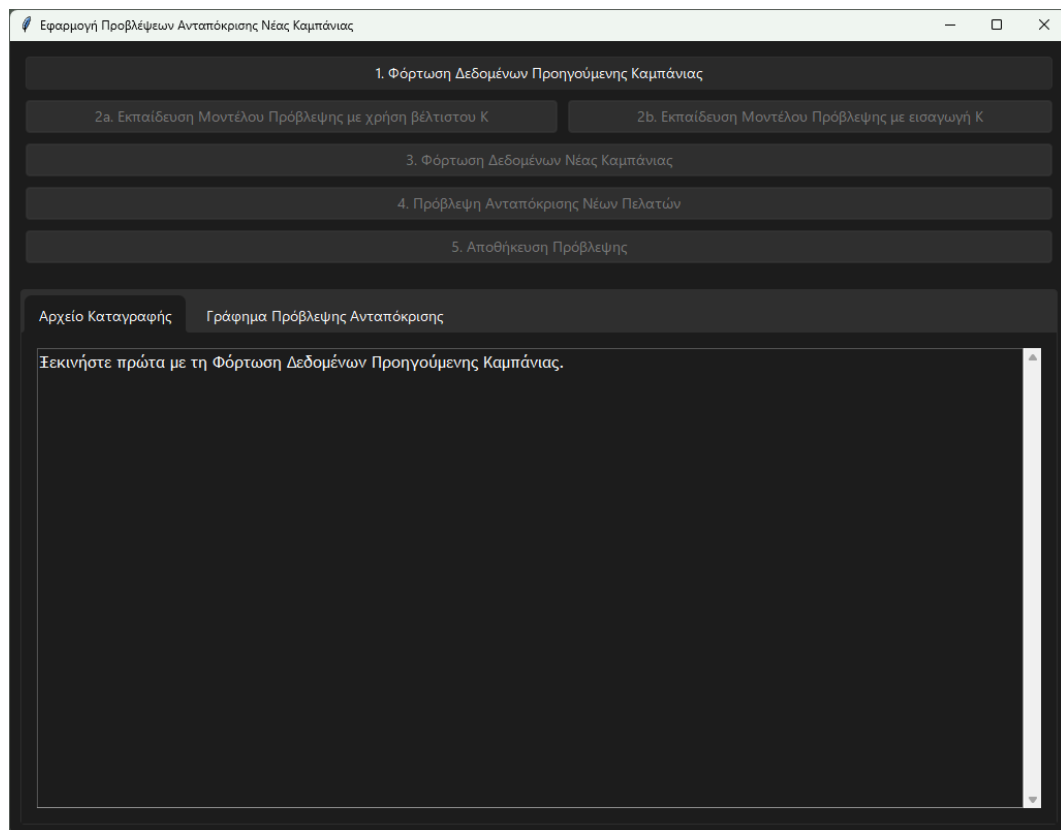 Εφαρμογή Προβλέψεων Ανταπόκρισης Νέας Καμπάνιας
1. Φόρτωση Δεδομένων Προηγούμενης Καμπάνιας
2a. Εκπαίδευση Μοντέλου Πρόβλεψης με χρήση βέλτιστου Κ
2b. Εκπαίδευση Μοντέλου Πρόβλεψης με εισαγωγή Κ
3. Φόρτωση Δεδομένων Νέας Καμπάνιας
4. Πρόβλεψη Ανταπόκρισης Νέων Πελατών
5. Αποθήκευση Πρόβλεψης
Αρχείο Καταγραφής
Γράφημα Πρόβλεψης Ανταπόκρισης
Ξεκινήστε πρώτα με τη Φόρτωση Δεδομένων Προηγούμενης Καμπάνιας.